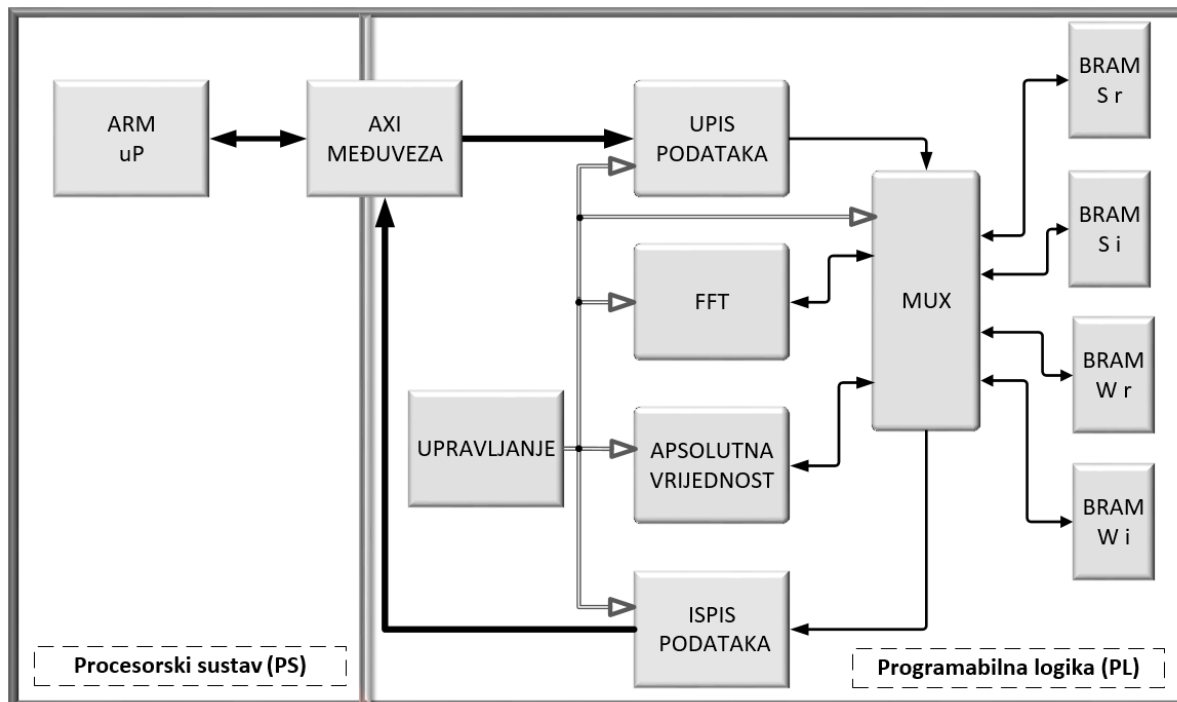 ARM
uP
AXI
MEĐUVEZA
UPIS
PODATAKA
BRAM
S r
BRAM
S i
FFT
MUX
BRAM
W r
UPRAVLJANJE
APSOLUTNA
VRIJEDNOST
BRAM
W i
ISPIS
PODATAKA
Procesorski sustav (PS)
Programabilna logika (PL)